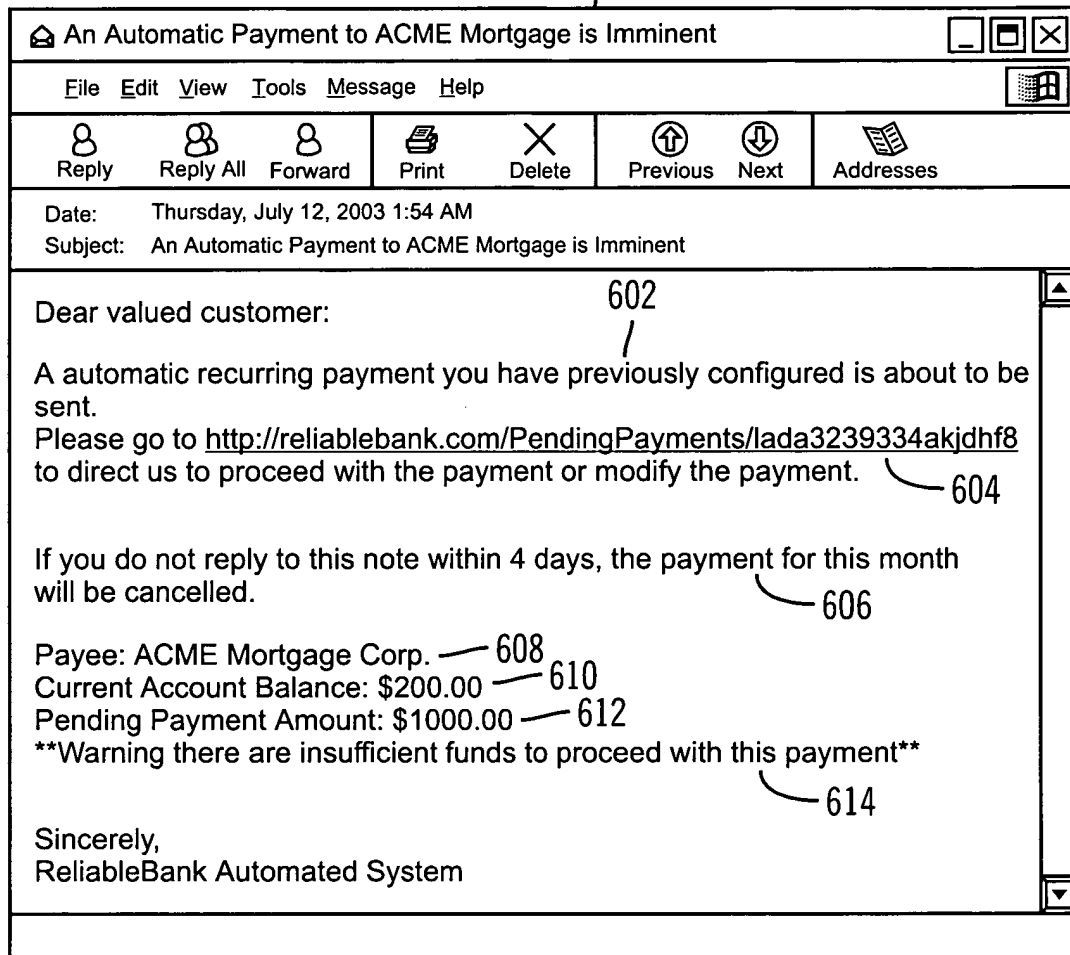 An Automatic Payment to ACME Mortgage is Imminent
File Edit View Tools Message Help
Reply Reply All Forward Print Delete Previous Next Addresses
Date: Thursday, July 12, 2003 1:54 AM
Subject: An Automatic Payment to ACME Mortgage is Imminent
Dear valued customer:
602
A automatic recurring payment you have previously configured is about to be
sent.
Please go to http://reliablebank.com/PendingPayments/lada3239334akjdhf8
to direct us to proceed with the payment or modify the payment.
604
If you do not reply to this note within 4 days, the payment for this month
will be cancelled.
606
Payee: ACME Mortgage Corp. 608
Current Account Balance: $200.00 610
Pending Payment Amount: $1000.00 612
**Warning there are insufficient funds to proceed with this payment**
614
Sincerely,
ReliableBank Automated System